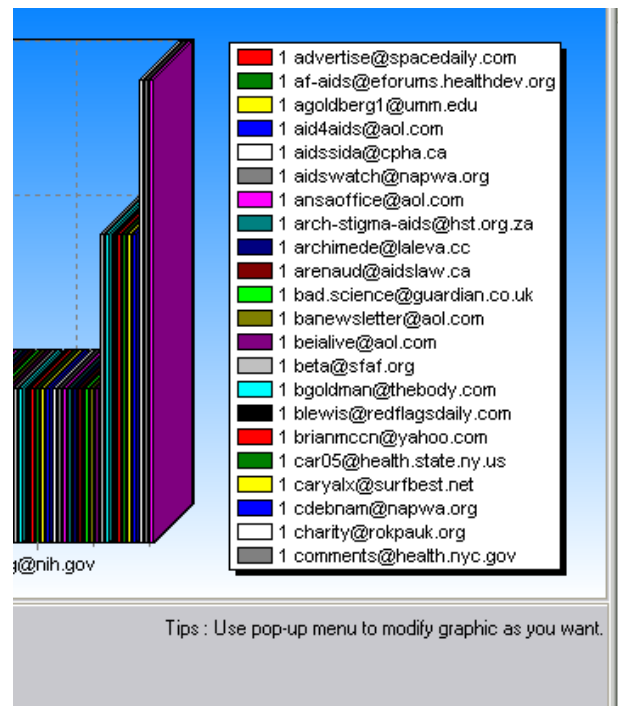 1 advertise@spacedaily.com
1 af-aids@eforums.healthdev.org
1 agoldberg1@umm.edu
1 aid4aids@aol.com
1 aidssida@cpha.ca
1 aidswatch@napwa.org
1 ansaoffice@aol.com
1 arch-stigma-aids@hst.org.za
1 archimede@laleva.cc
1 arenaud@aidslaw.ca
1 bad.science@guardian.co.uk
1 banewsletter@aol.com
1 beialive@aol.com
1 beta@sfaf.org
1 bgoldman@thebody.com
1 blewis@redflagsdaily.com
1 brianmccn@yahoo.com
1 car05@health.state.ny.us
1 caryalx@surfbest.net
1 cdebnam@napwa.org
1 charity@rokpauk.org
1 comments@health.nyc.gov
g@nih.gov
Tips : Use pop-up menu to modify graphic as you want.